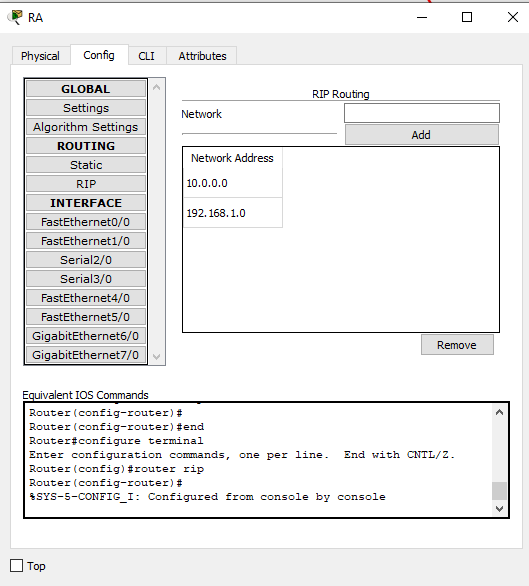 RA
Physical Config CLI Attributes
GLOBAL
Settings
Algorithm Settings
ROUTING
Static
RIP
INTERFACE
FastEthernet0/0
FastEthernet1/0
Serial2/0
Serial3/0
FastEthernet4/0
FastEthernet5/0
GigabitEthernet6/0
GigabitEthernet7/0
RIP Routing
Network
Add
Network Address
10.0.0.0
192.168.1.0
Remove
Equivalent IOS Commands
Router(config-router)#
Router(config-router)#end
Router#configure terminal
Enter configuration commands, one per line.  End with CNTL/Z.
Router(config)#router rip
Router(config-router)#
%SYS-5-CONFIG_I: Configured from console by console
Top